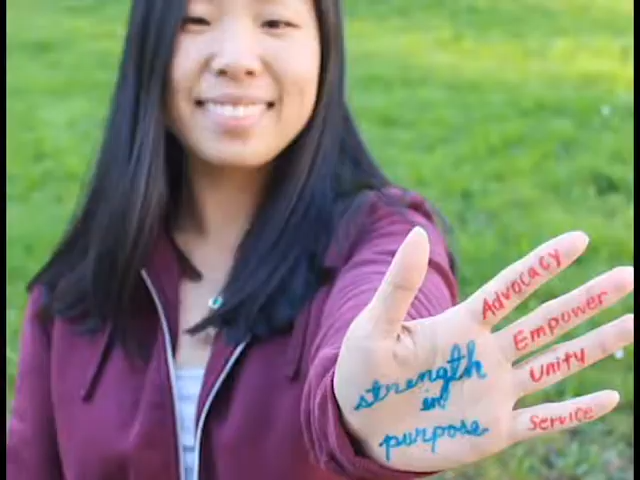 Advocacy
Empower
Unity
Service
strength
in
purpose